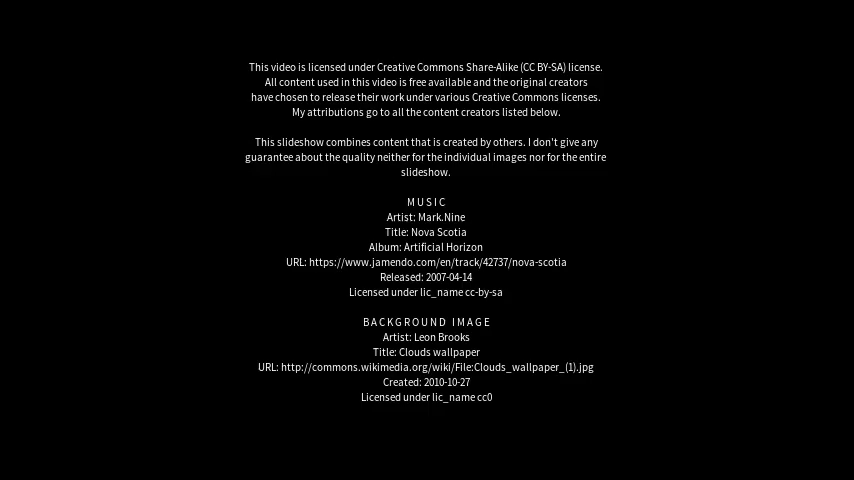 This video is licensed under Creative Commons Share-Alike (CC BY-SA) license.
All content used in this video is free available and the original creators
have chosen to release their work under various Creative Commons licenses.
My attributions go to all the content creators listed below.
This slideshow combines content that is created by others. I don't give any
guarantee about the quality neither for the individual images nor for the entire
slideshow.
MUSIC
Artist: Mark.Nine
Title: Nova Scotia
Album: Artificial Horizon
URL: https://www.jamendo.com/en/track/42737/nova-scotia
Released: 2007-04-14
Licensed under lic_name cc-by-sa
BACKGROUND IMAGE
Artist: Leon Brooks
Title: Clouds wallpaper
URL: http://commons.wikimedia.org/wiki/File:Clouds_wallpaper_(1).jpg
Created: 2010-10-27
Licensed under lic_name cc0